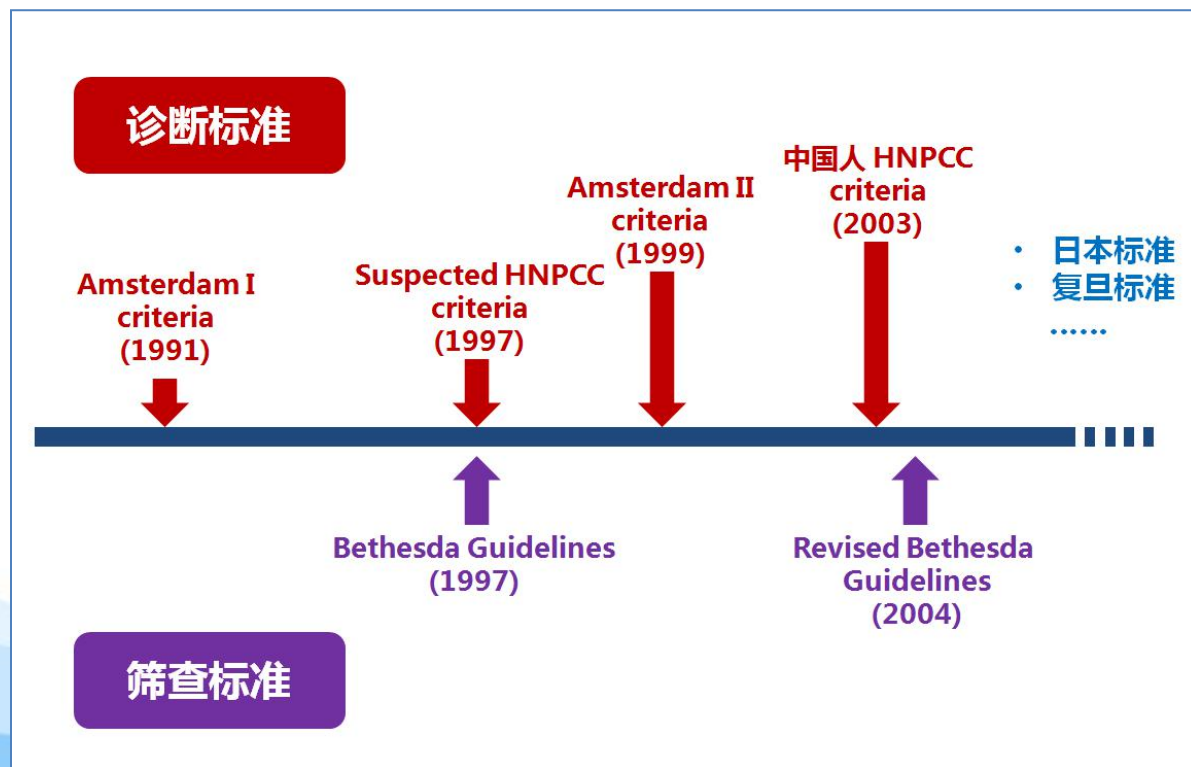 诊断标准
Amsterdam I
criteria
(1991)
Suspected HNPCC
criteria
(1997)
Amsterdam II
criteria
(1999)
中国人 HNPCC
criteria
(2003)
• 日本标准
• 复旦标准
……
Bethesda Guidelines
(1997)
Revised Bethesda
Guidelines
(2004)
筛查标准